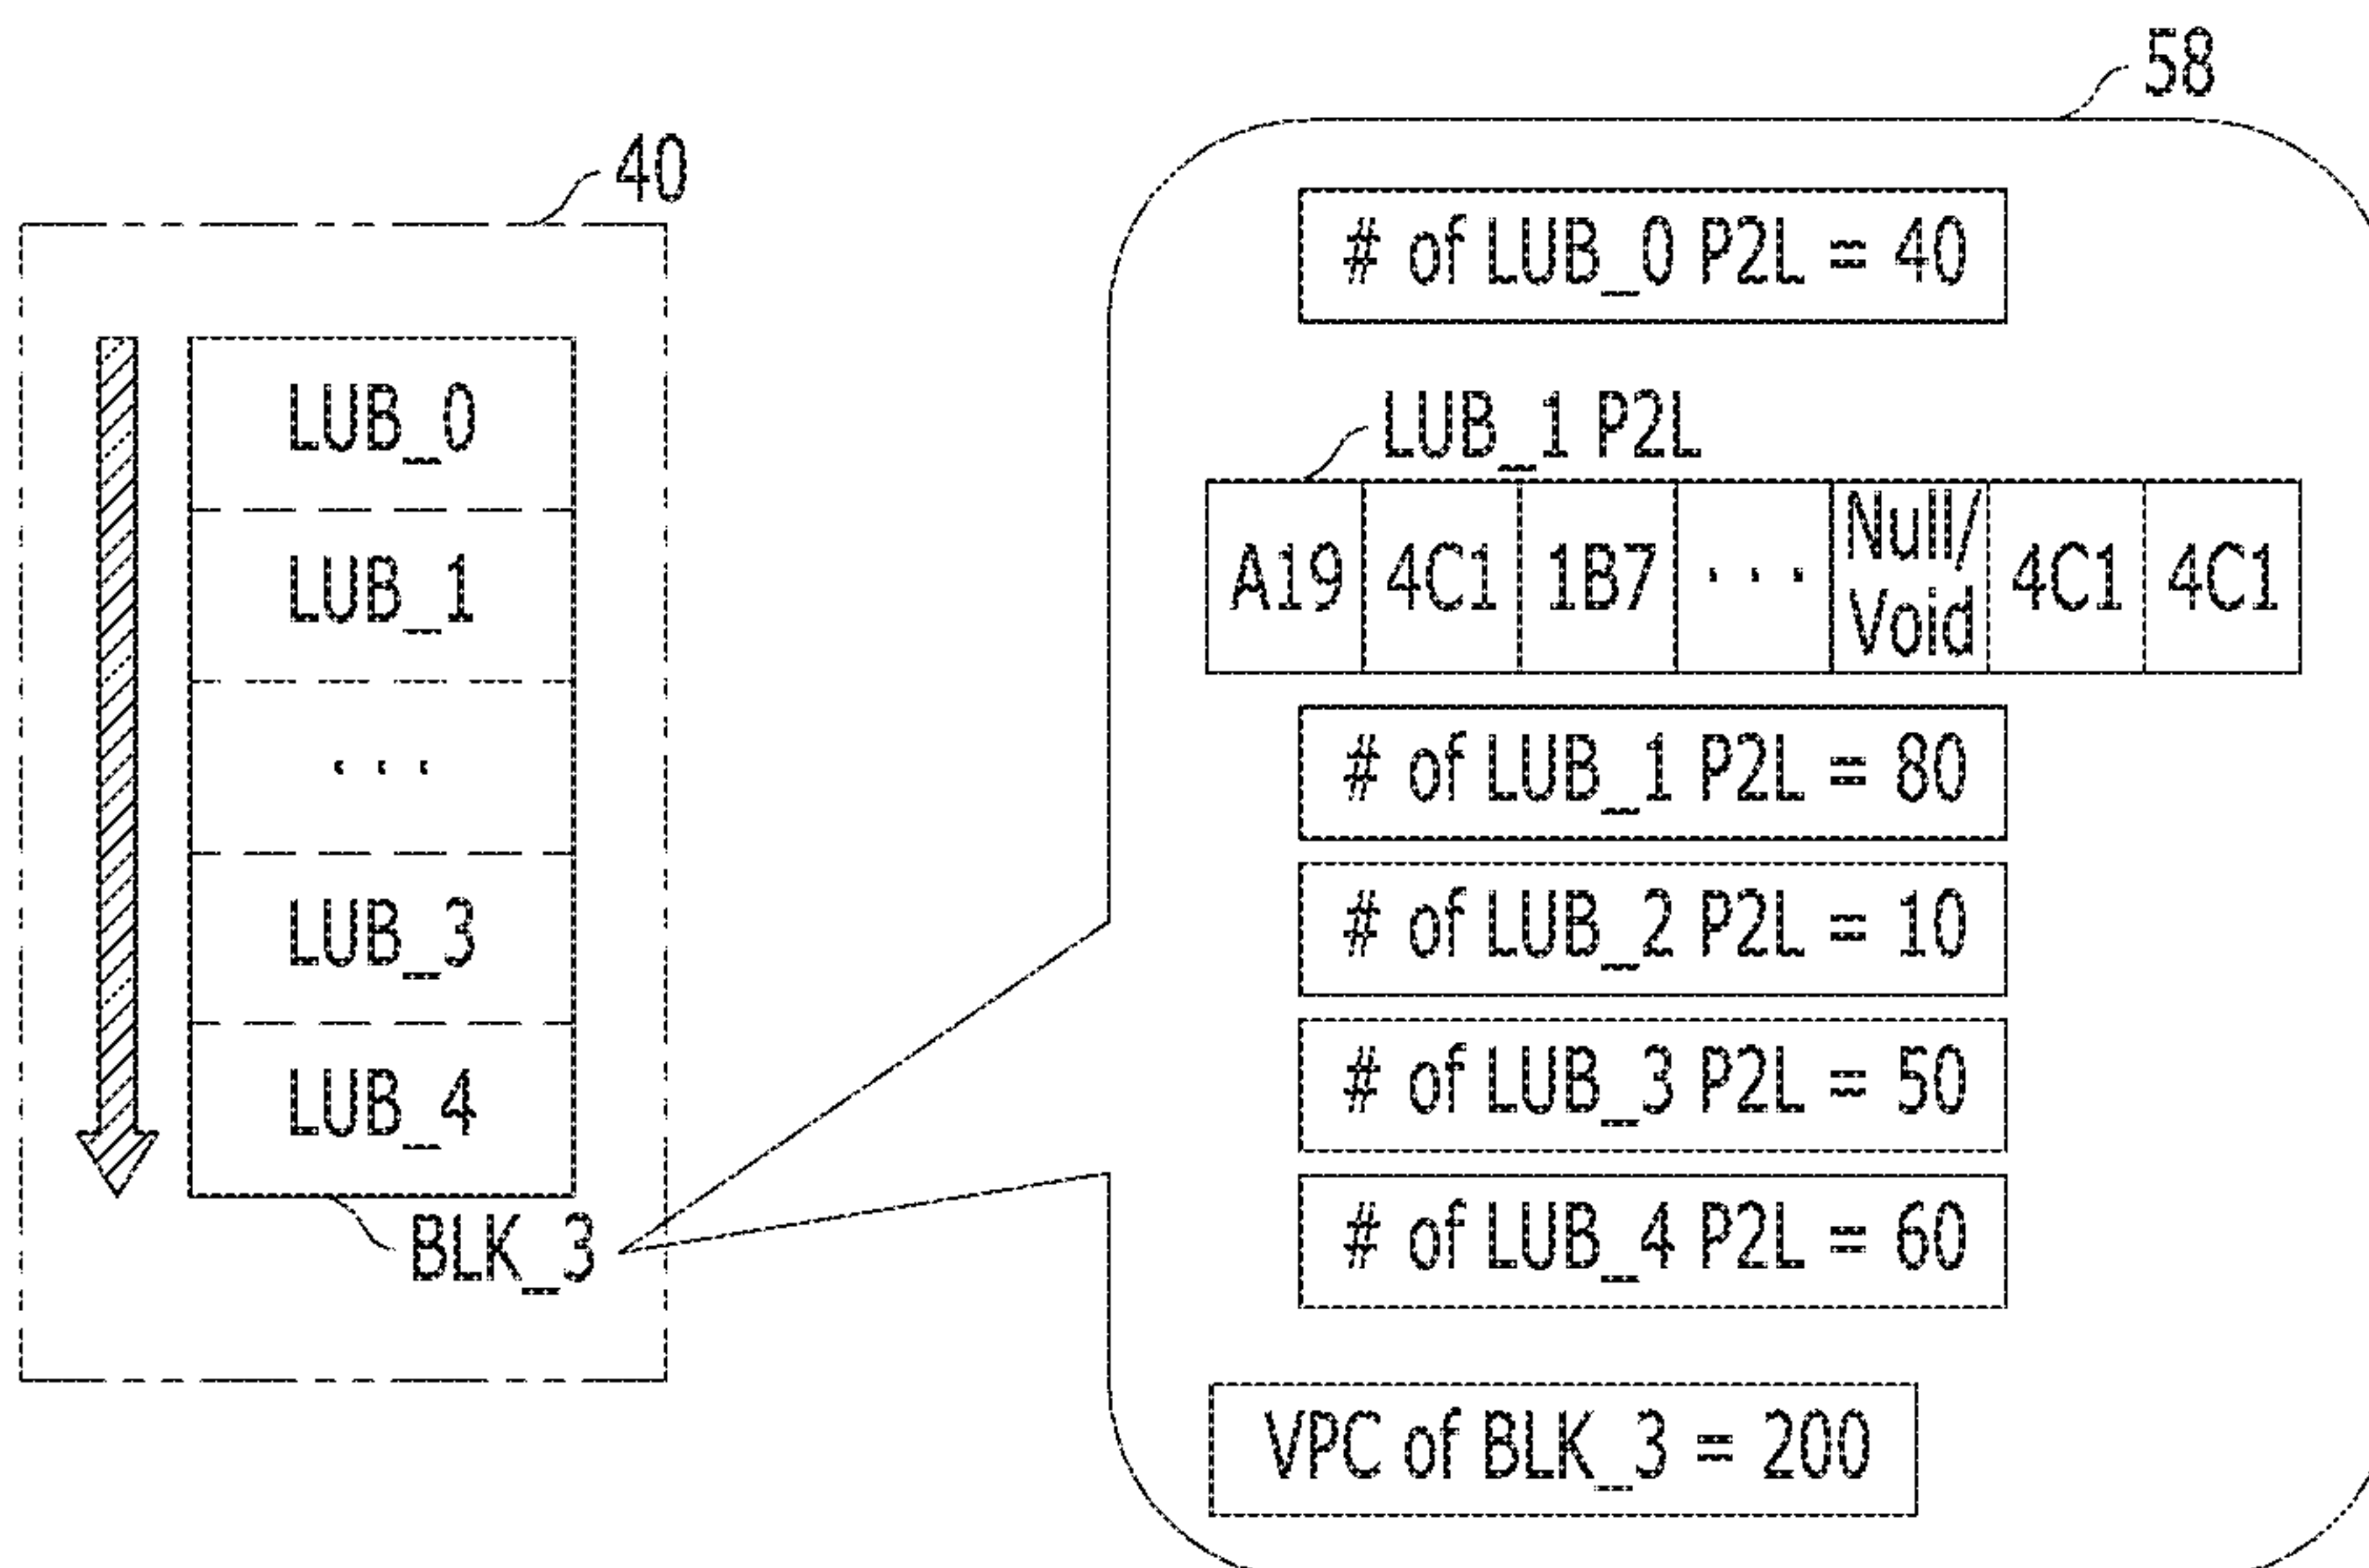 58
40
# of LUB_0 P2L = 40
LUB_0
LUB_1 P2L
A19 4C1 1B7 ... Null/ Void 4C1 4C1
LUB_1
...
# of LUB_1 P2L = 80
LUB_3
# of LUB_2 P2L = 10
LUB_4
# of LUB_3 P2L = 50
BLK_3
# of LUB_4 P2L = 60
VPC of BLK_3 = 200